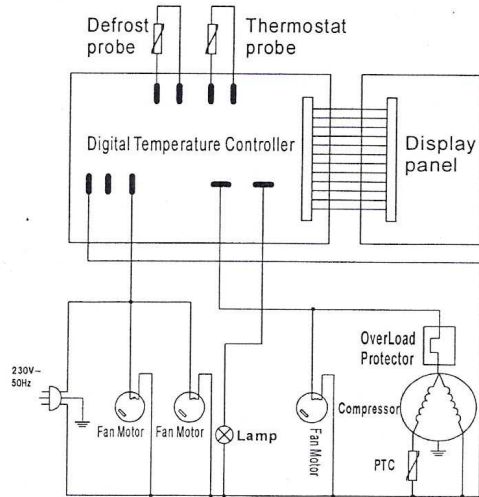 Defrost
probe
Thermostat
probe
Digital Temperature Controller
Display
panel
OverLoad
Protector
230V~
50Hz
Compressor
Fan Motor
Fan Motor
Lamp
Fan Motor
PTC